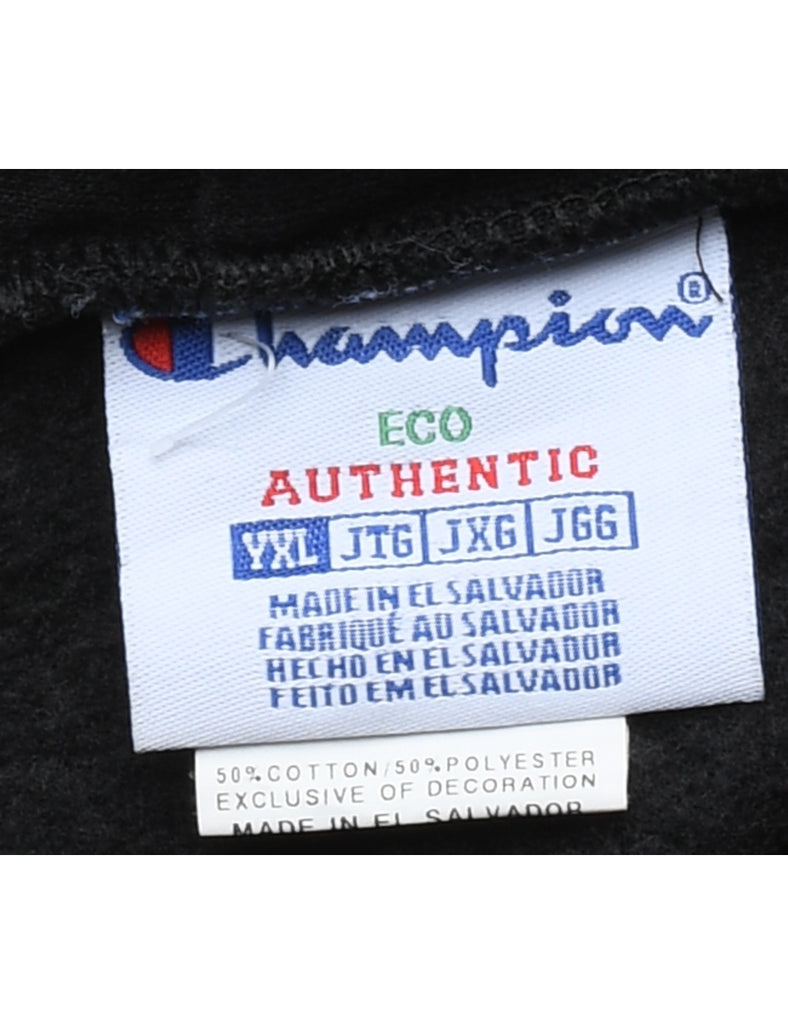 Champion®
ECO
AUTHENTIC
YXL JTG JXG JGG
MADE IN EL SALVADOR
FABRIQUÉ AU SALVADOR
HECHO EN EL SALVADOR
FEITO EM EL SALVADOR
50% COTTON/50% POLYESTER
EXCLUSIVE OF DECORATION
MADE IN EL SALVADOR